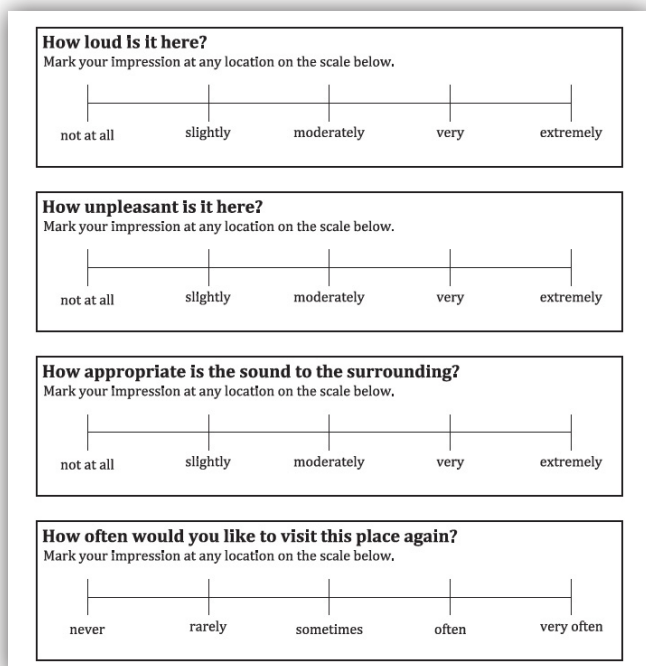 How loud is it here?
Mark your impression at any location on the scale below.
not at all slightly moderately very extremely
How unpleasant is it here?
Mark your impression at any location on the scale below.
not at all slightly moderately very extremely
How appropriate is the sound to the surrounding?
Mark your impression at any location on the scale below.
not at all slightly moderately very extremely
How often would you like to visit this place again?
Mark your impression at any location on the scale below.
never rarely sometimes often very often